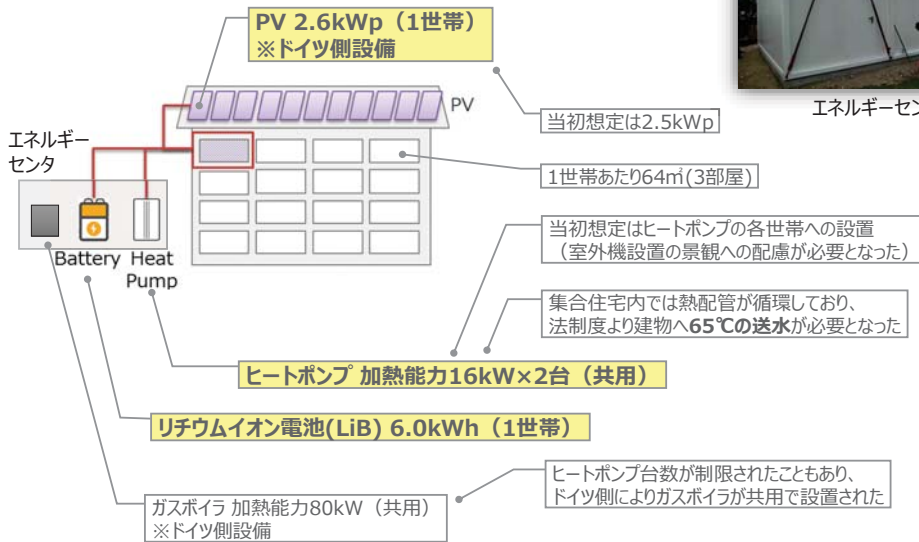 PV 2.6kWp（1世帯）
※ドイツ側設備
PV
エネルギーセン
当初想定は2.5kWp
エネルギー
センタ
1世帯あたり64㎡(3部屋)
当初想定はヒートポンプの各世帯への設置
（室外機設置の景観への配慮が必要となった）
Battery
Heat
Pump
集合住宅内では熱配管が循環しており、
法制度より建物へ65℃の送水が必要となった
ヒートポンプ 加熱能力16kW×2台（共用）
リチウムイオン電池(LiB) 6.0kWh（1世帯）
ヒートポンプ台数が制限されたこともあり、
ドイツ側によりガスボイラが共用で設置された
ガスボイラ 加熱能力80kW（共用）
※ドイツ側設備